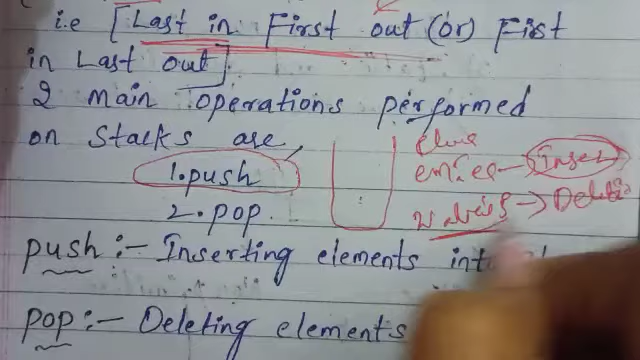 i.e [Last in First out (or) First
in Last out]
2 main operations performed
on stacks are
1.push
2.pop.
push:- Inserting elements
pop:- Deleting elements